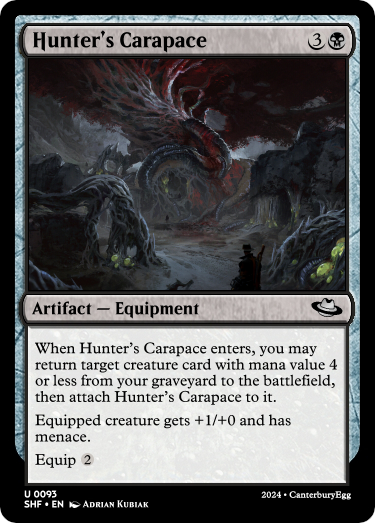 Hunter's Carapace 3
Artifact — Equipment
When Hunter's Carapace enters, you may
return target creature card with mana value 4
or less from your graveyard to the battlefield,
then attach Hunter's Carapace to it.
Equipped creature gets +1/+0 and has
menace.
Equip 2
U 0093
SHF • EN Adrian Kubiak
2024 • CanterburyEgg